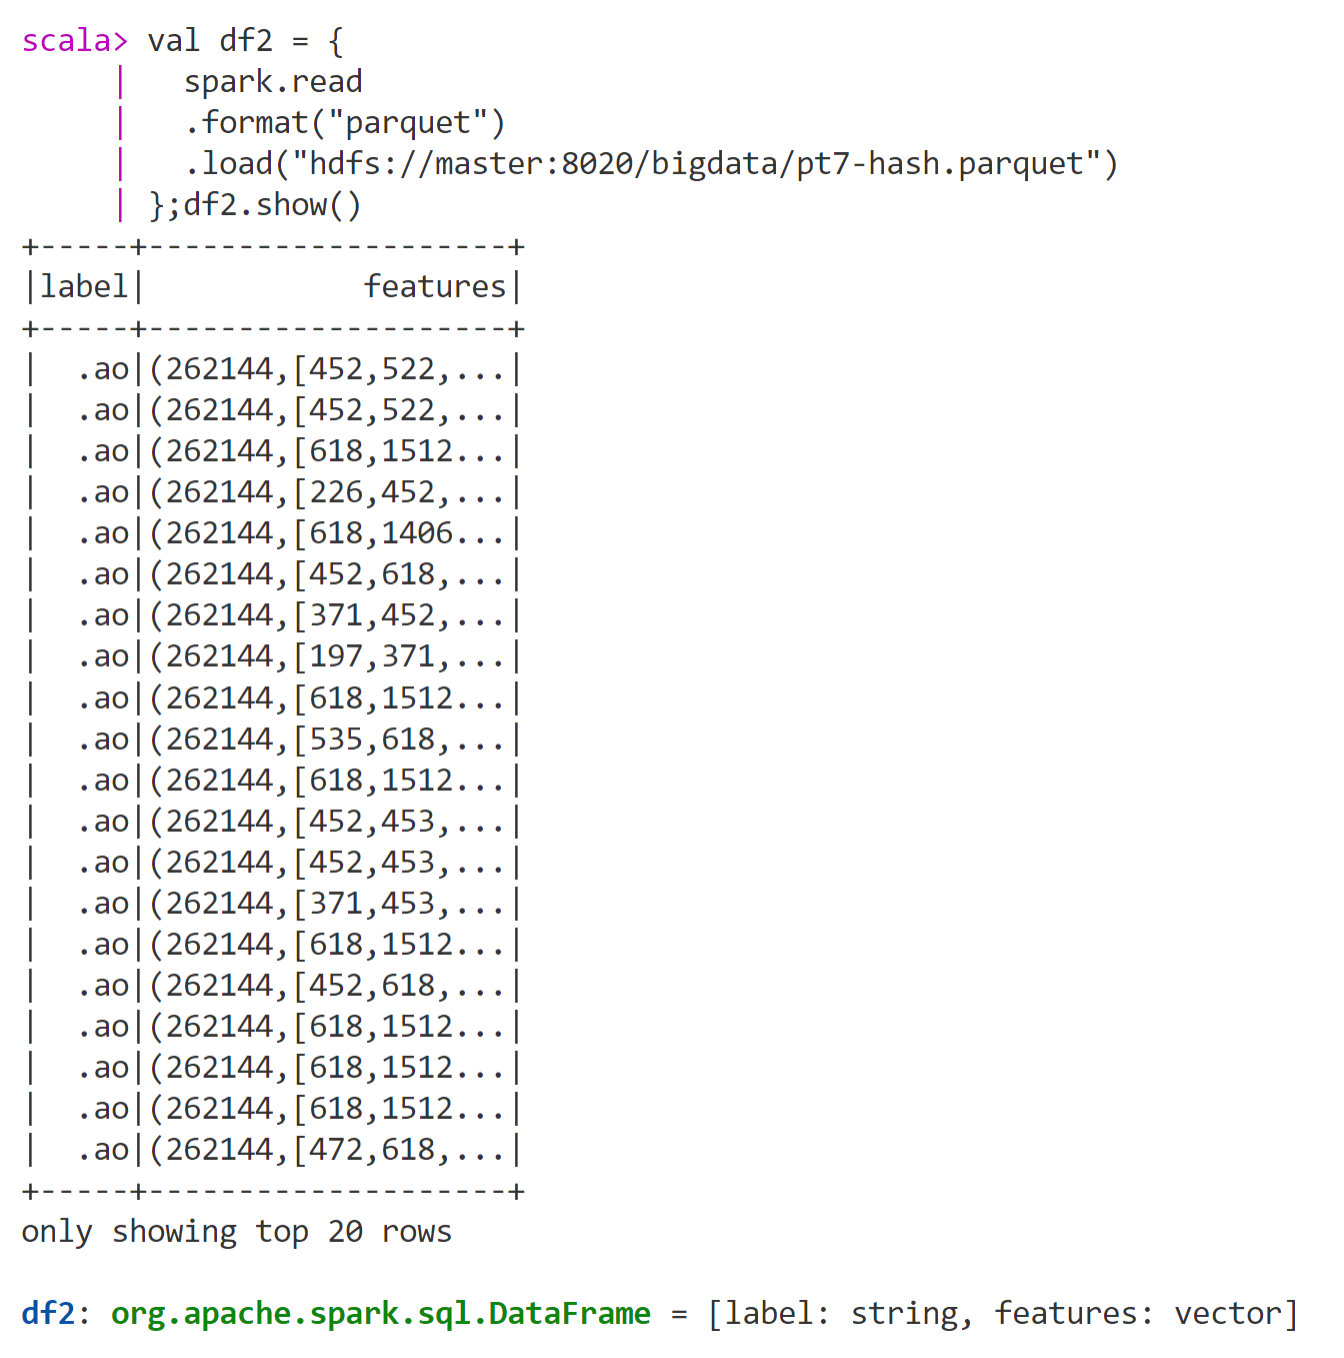 scala> val df2 = {
     |   spark.read
     |   .format("parquet")
     |   .load("hdfs://master:8020/bigdata/pt7-hash.parquet")
     | };df2.show()
+-----+--------------------+
|label|            features|
+-----+--------------------+
|  .ao|(262144,[452,522,...|
|  .ao|(262144,[452,522,...|
|  .ao|(262144,[618,1512...|
|  .ao|(262144,[226,452,...|
|  .ao|(262144,[618,1406...|
|  .ao|(262144,[452,618,...|
|  .ao|(262144,[371,452,...|
|  .ao|(262144,[197,371,...|
|  .ao|(262144,[618,1512...|
|  .ao|(262144,[535,618,...|
|  .ao|(262144,[618,1512...|
|  .ao|(262144,[452,453,...|
|  .ao|(262144,[452,453,...|
|  .ao|(262144,[371,453,...|
|  .ao|(262144,[618,1512...|
|  .ao|(262144,[452,618,...|
|  .ao|(262144,[618,1512...|
|  .ao|(262144,[618,1512...|
|  .ao|(262144,[618,1512...|
|  .ao|(262144,[472,618,...|
+-----+--------------------+
only showing top 20 rows

df2: org.apache.spark.sql.DataFrame = [label: string, features: vector]